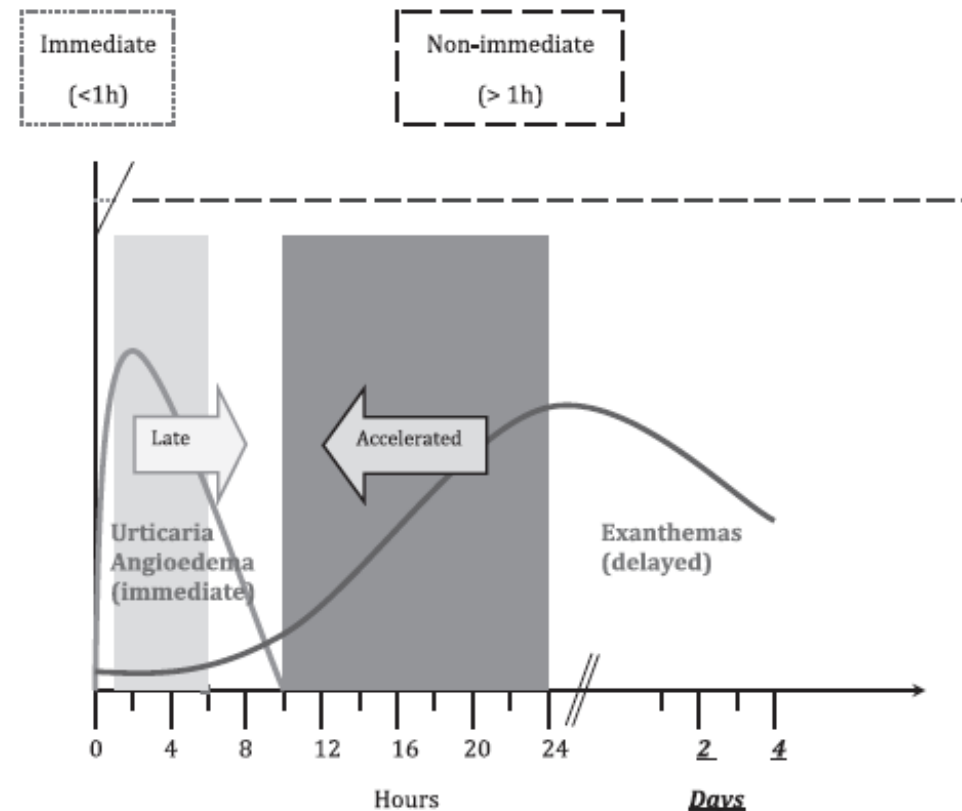 Immediate
(<1h)
Non-immediate
(> 1h)
Late
Accelerated
Urticaria
Angioedema
(immediate)
Exanthemas
(delayed)
0 4 8 12 16 20 24 2 4
Hours Days